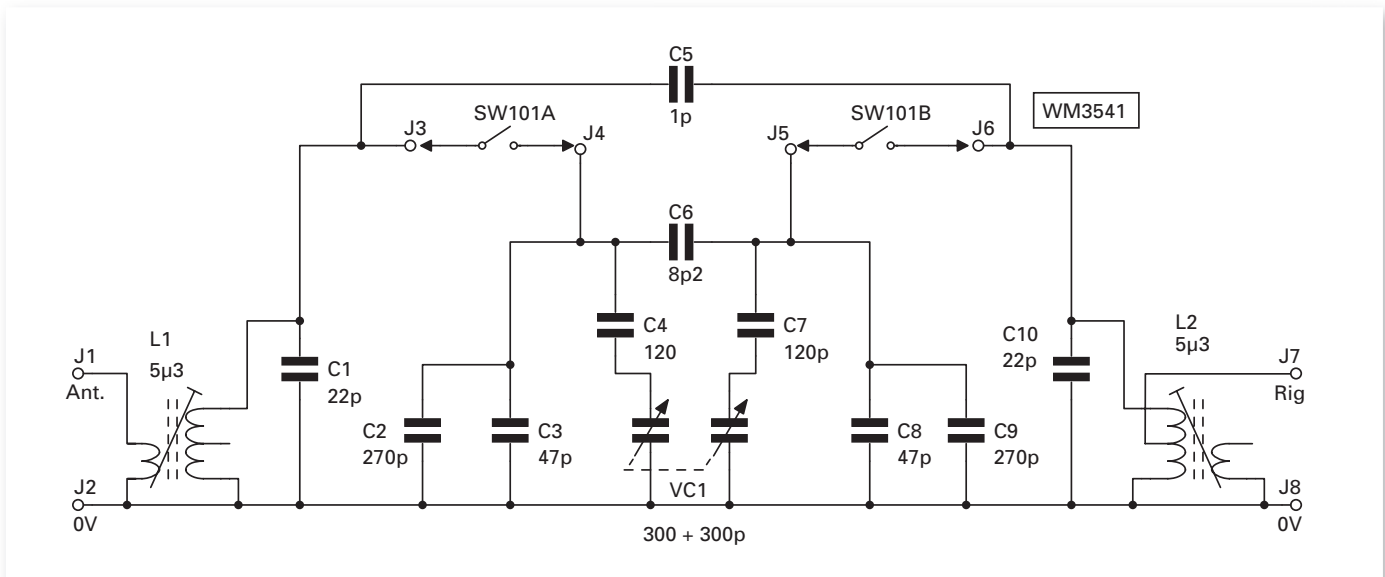 C5
1p
SW101A
SW101B
WM3541
J3
J4
J5
J6
C6
8p2
L1
5µ3
J1
Ant.
C1
22p
C4
120
C7
120p
C10
22p
L2
5µ3
J7
Rig
C2
270p
C3
47p
C8
47p
C9
270p
VC1
300 + 300p
J2
0V
J8
0V